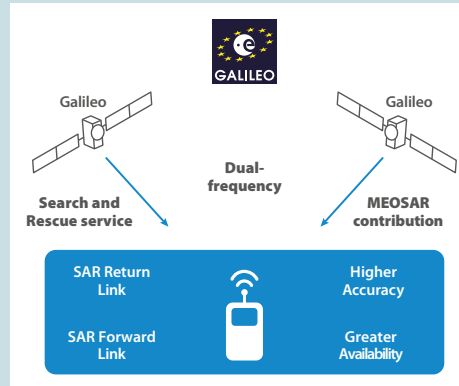 GALILEO
Galileo
Galileo
Dual-
frequency
Search and
Rescue service
MEOSAR
contribution
SAR Return
Link
Higher
Accuracy
SAR Forward
Link
Greater
Availability